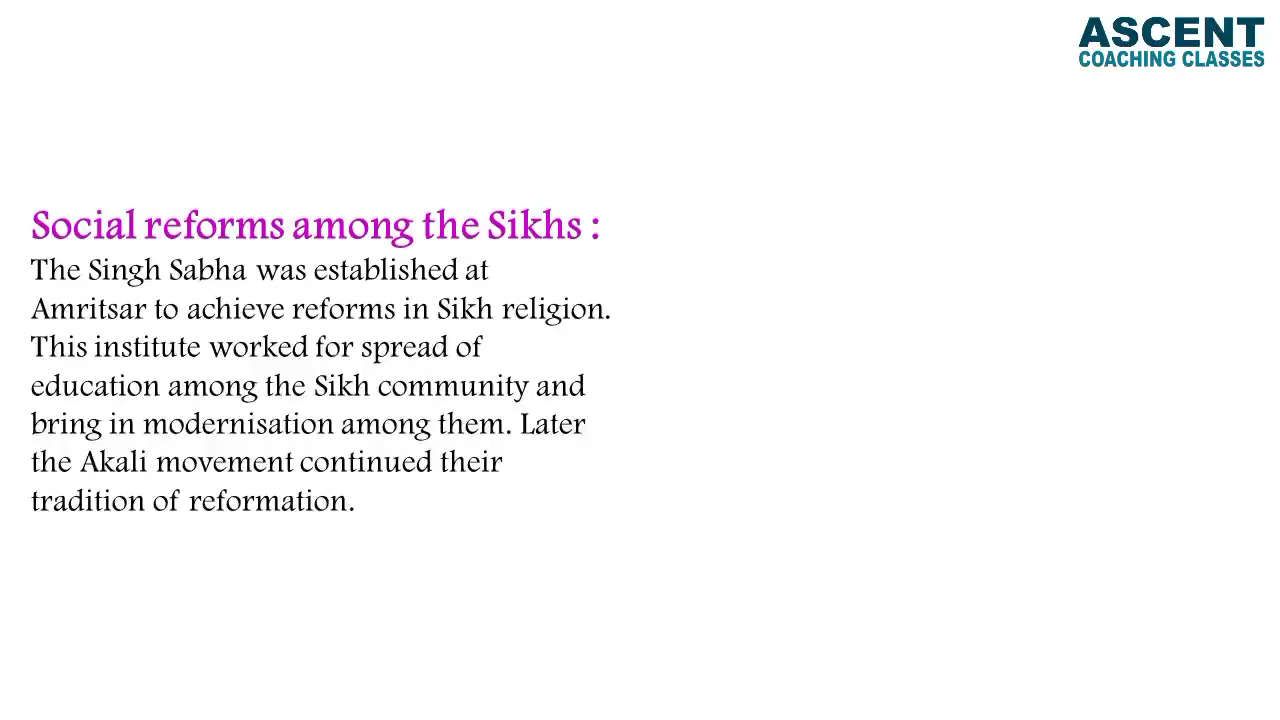 ASCENT
COACHING CLASSES
Social reforms among the Sikhs :
The Singh Sabha was established at
Amritsar to achieve reforms in Sikh religion.
This institute worked for spread of
education among the Sikh community and
bring in modernisation among them. Later
the Akali movement continued their
tradition of reformation.